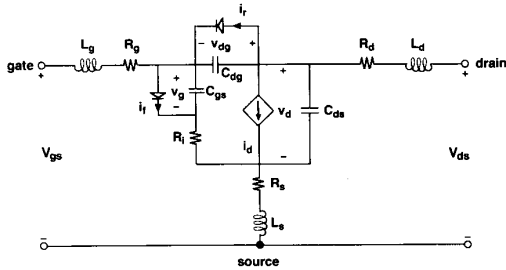 i_r
− v_dg +
L_g R_g R_d L_d
gate drain
+ + C_dg + +
i_f v_g C_gs v_d C_ds
− 
R_i i_d −
V_gs R_s V_ds
L_s
− −
source